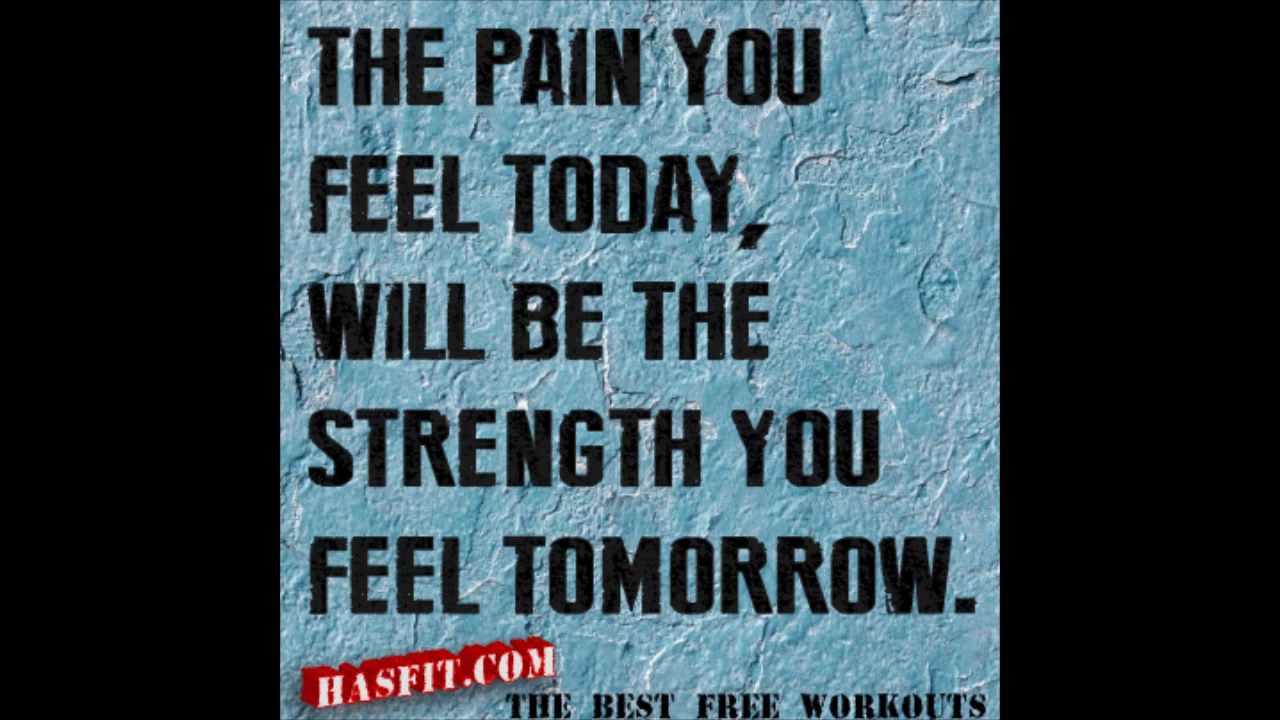 THE PAIN YOU
FEEL TODAY,
WILL BE THE
STRENGTH YOU
FEEL TOMORROW.
HASFIT.COM
THE BEST FREE WORKOUTS